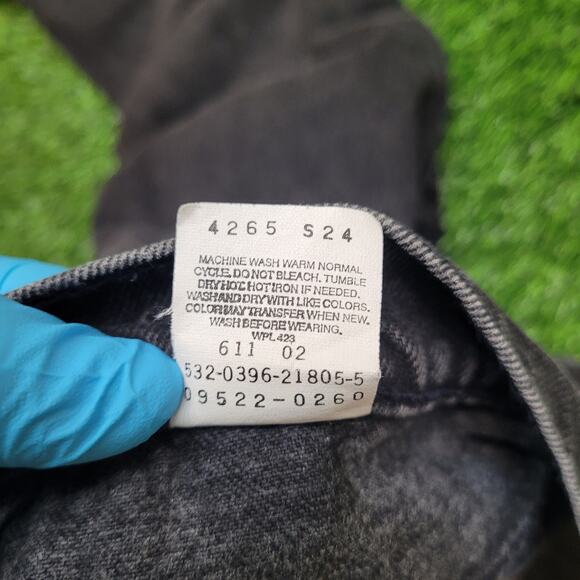 4265 S24
MACHINE WASH WARM NORMAL
CYCLE. DO NOT BLEACH. TUMBLE
DRY HOT. HOT IRON IF NEEDED.
WASH AND DRY WITH LIKE COLORS.
COLOR MAY TRANSFER WHEN NEW.
WASH BEFORE WEARING.
WPL 423
611 02
532-0396-21805-5
09522-0260